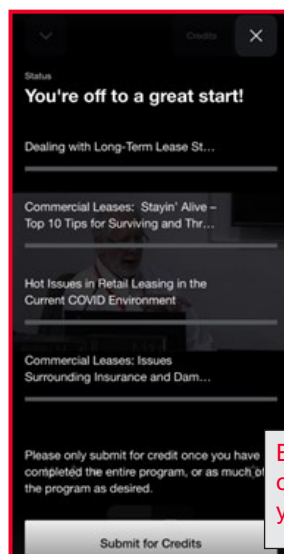 Credits
Status
You're off to a great start!
Dealing with Long-Term Lease St...
Commercial Leases: Stayin' Alive –
Top 10 Tips for Surviving and Thr...
Hot Issues in Retail Leasing in the
Current COVID Environment
Commercial Leases: Issues
Surrounding Insurance and Dam...
Please only submit for credit once you have
completed the entire program, or as much of
the program as desired.
Submit for Credits